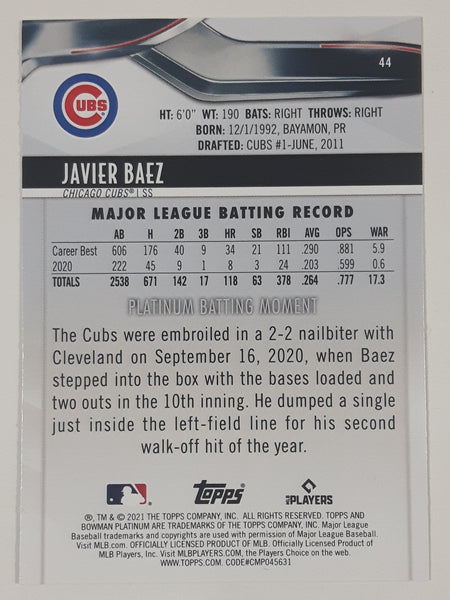 44
CUBS
HT: 6'0" WT: 190 BATS: RIGHT THROWS: RIGHT
BORN: 12/1/1992, BAYAMON, PR
DRAFTED: CUBS #1-JUNE, 2011
JAVIER BAEZ
CHICAGO CUBS® | SS
MAJOR LEAGUE BATTING RECORD
AB H 2B 3B HR SB RBI AVG OPS WAR
Career Best 606 176 40 9 34 21 111 .290 .881 5.9
2020 222 45 9 1 8 3 24 .203 .599 0.6
TOTALS 2538 671 142 17 118 63 378 .264 .777 17.3
PLATINUM BATTING MOMENT
The Cubs were embroiled in a 2-2 nailbiter with
Cleveland on September 16, 2020, when Baez
stepped into the box with the bases loaded and
two outs in the 10th inning. He dumped a single
just inside the left-field line for his second
walk-off hit of the year.
topps
MLB PLAYERS
®, TM & © 2021 THE TOPPS COMPANY, INC. ALL RIGHTS RESERVED. TOPPS AND
BOWMAN PLATINUM ARE TRADEMARKS OF THE TOPPS COMPANY, INC. Major League
Baseball trademarks and copyrights are used with permission of Major League Baseball.
Visit MLB.com. OFFICIALLY LICENSED PRODUCT OF MLB. Officially Licensed Product of
MLB Players, Inc. Visit MLBPLAYERS.COM, the Players Choice on the web.
WWW.TOPPS.COM. CODE#CMP045631